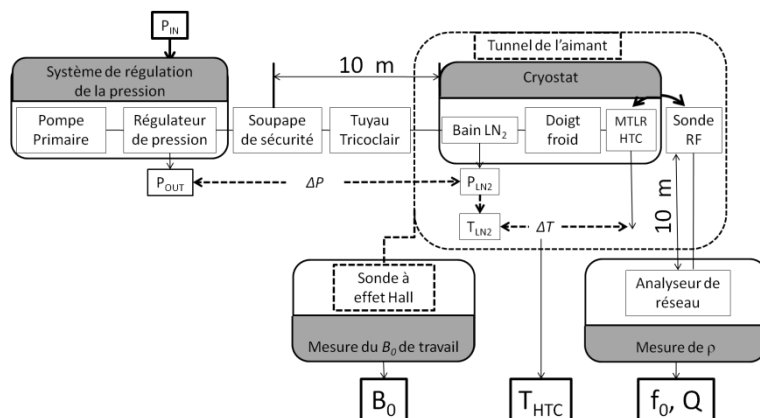 P_IN
Système de régulation
de la pression
10 m
Tunnel de l'aimant
Cryostat
Pompe
Primaire
Régulateur
de pression
Soupape
de sécurité
Tuyau
Tricoclair
Bain LN₂
Doigt
froid
MTLR
HTC
Sonde
RF
P_OUT
ΔP
P_LN2
T_LN2
ΔT
10 m
Sonde à
effet Hall
Mesure du B₀ de travail
Analyseur de
réseau
Mesure de ρ
B₀
T_HTC
f₀, Q